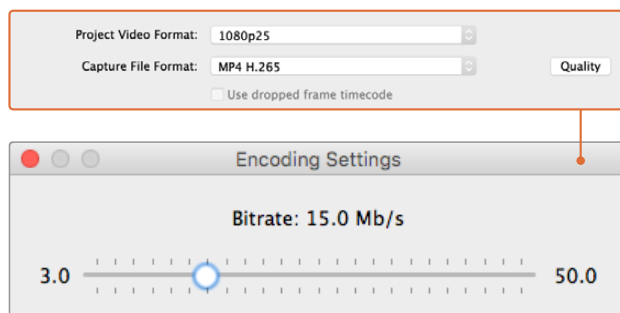 Project Video Format: 1080p25
Capture File Format: MP4 H.265 Quality
Use dropped frame timecode
Encoding Settings
Bitrate: 15.0 Mb/s
3.0 50.0